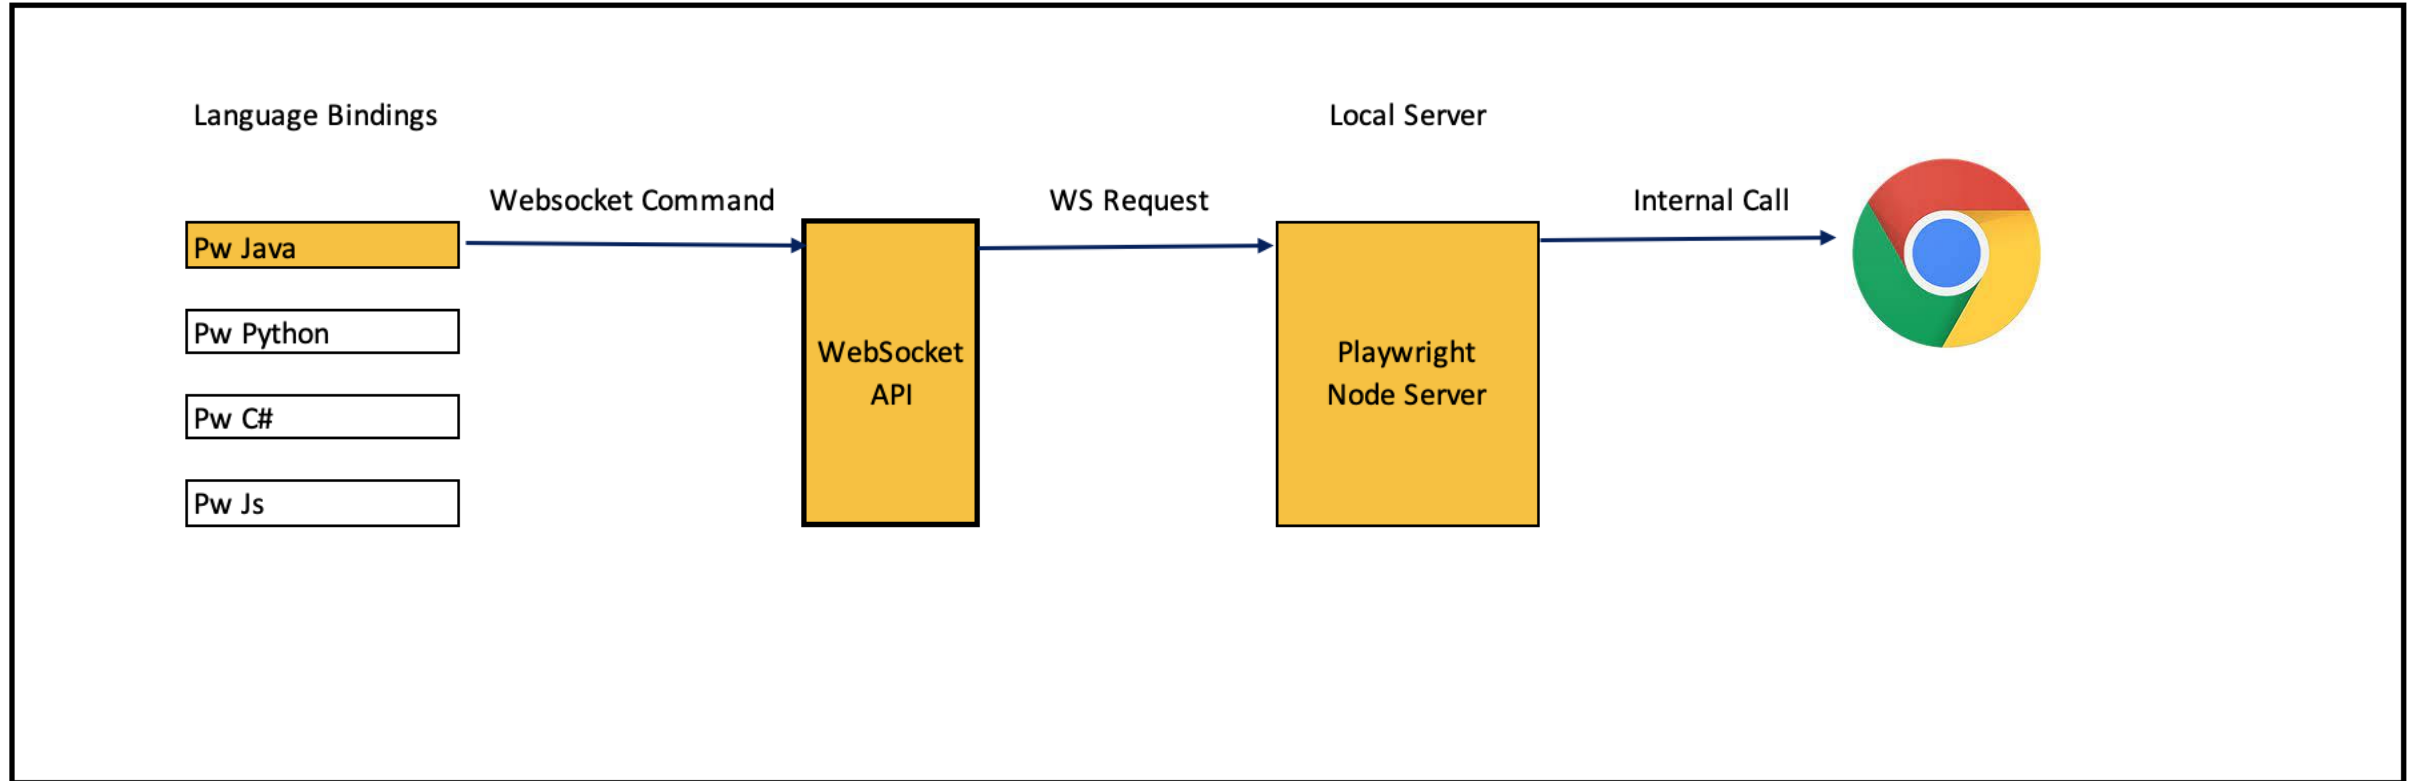 Language Bindings
Local Server
Websocket Command
WS Request
Internal Call
Pw Java
Pw Python
Pw C#
Pw Js
WebSocket
API
Playwright
Node Server